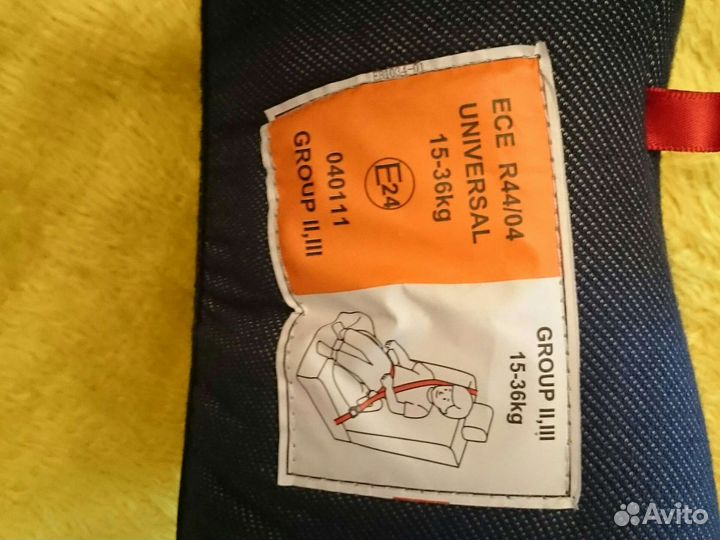 ECE R44/04
UNIVERSAL
15-36kg
E24
040111
GROUP II,III
GROUP II,III
15-36kg
Avito